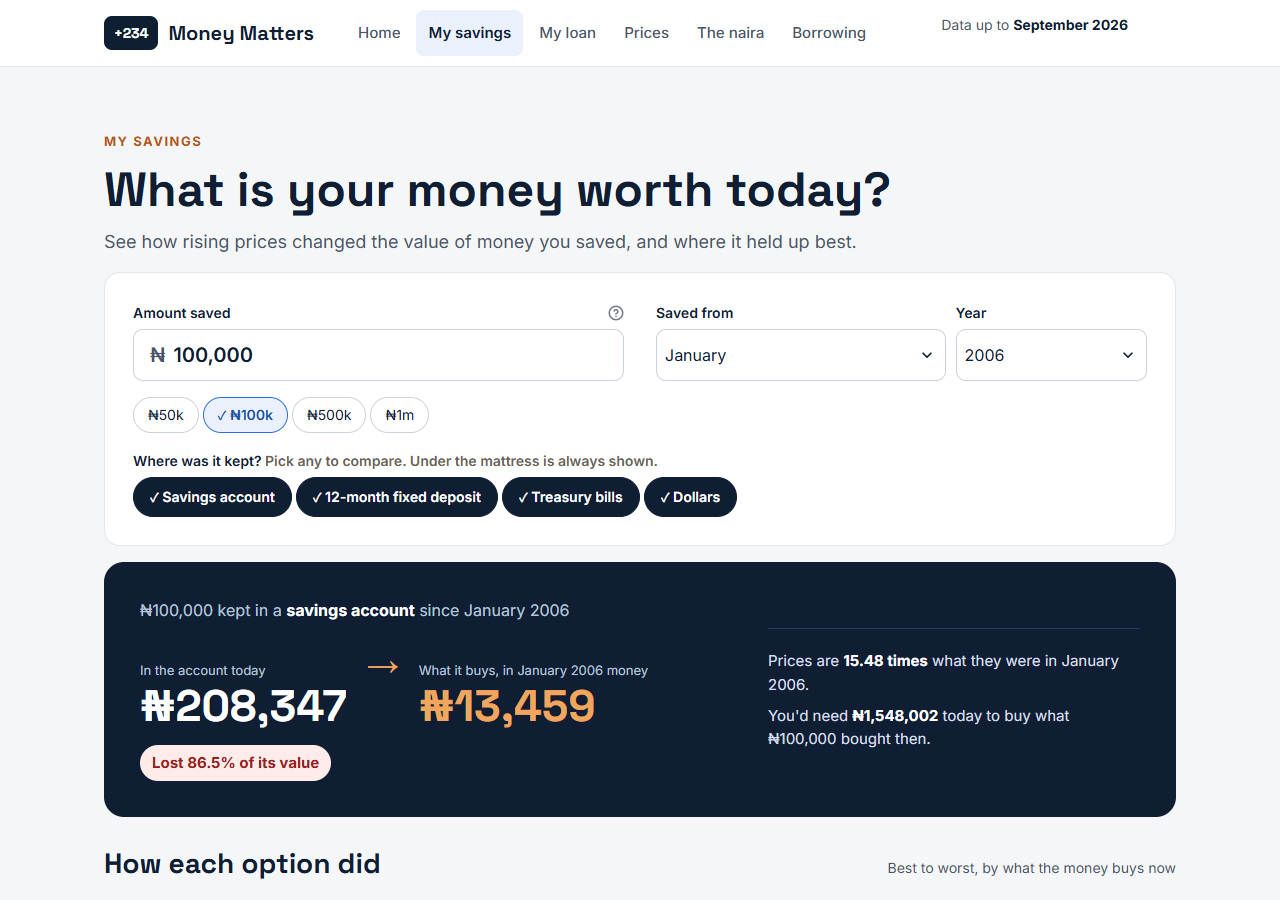 +234 Money Matters Home My savings My loan Prices The naira Borrowing Data up to September 2026
MY SAVINGS
What is your money worth today?
See how rising prices changed the value of money you saved, and where it held up best.
Amount saved ? Saved from Year
₦ 100,000 January 2006
₦50k ✓ ₦100k ₦500k ₦1m
Where was it kept? Pick any to compare. Under the mattress is always shown.
✓ Savings account ✓ 12-month fixed deposit ✓ Treasury bills ✓ Dollars
₦100,000 kept in a savings account since January 2006
In the account today → What it buys, in January 2006 money
₦208,347 ₦13,459
Lost 86.5% of its value
Prices are 15.48 times what they were in January
2006.
You'd need ₦1,548,002 today to buy what
₦100,000 bought then.
How each option did Best to worst, by what the money buys now